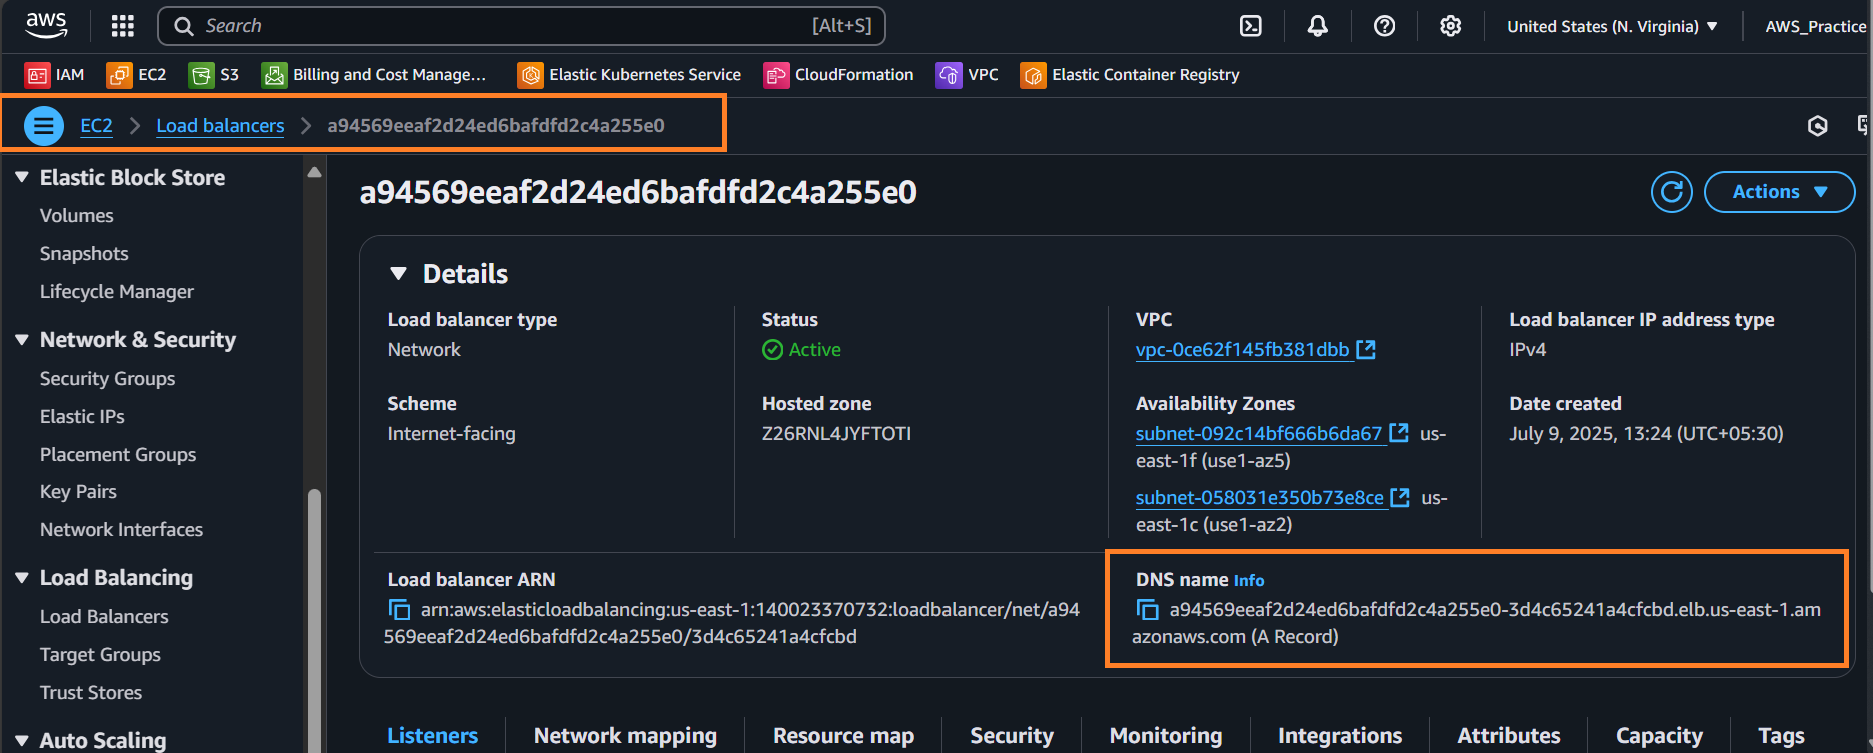 aws
Search [Alt+S]
United States (N. Virginia)
AWS_Practice
IAM
EC2
S3
Billing and Cost Manage...
Elastic Kubernetes Service
CloudFormation
VPC
Elastic Container Registry
EC2 > Load balancers > a94569eeaf2d24ed6bafdfd2c4a255e0
Elastic Block Store
Volumes
Snapshots
Lifecycle Manager
Network & Security
Security Groups
Elastic IPs
Placement Groups
Key Pairs
Network Interfaces
Load Balancing
Load Balancers
Target Groups
Trust Stores
Auto Scaling
a94569eeaf2d24ed6bafdfd2c4a255e0
Actions
Details
Load balancer type
Network
Status
Active
VPC
vpc-0ce62f145fb381dbb
Load balancer IP address type
IPv4
Scheme
Internet-facing
Hosted zone
Z26RNL4JYFTOTI
Availability Zones
subnet-092c14bf666b6da67 us-
east-1f (use1-az5)
subnet-058031e350b73e8ce us-
east-1c (use1-az2)
Date created
July 9, 2025, 13:24 (UTC+05:30)
Load balancer ARN
arn:aws:elasticloadbalancing:us-east-1:140023370732:loadbalancer/net/a94
569eeaf2d24ed6bafdfd2c4a255e0/3d4c65241a4cfcbd
DNS name Info
a94569eeaf2d24ed6bafdfd2c4a255e0-3d4c65241a4cfcbd.elb.us-east-1.am
azonaws.com (A Record)
Listeners
Network mapping
Resource map
Security
Monitoring
Integrations
Attributes
Capacity
Tags